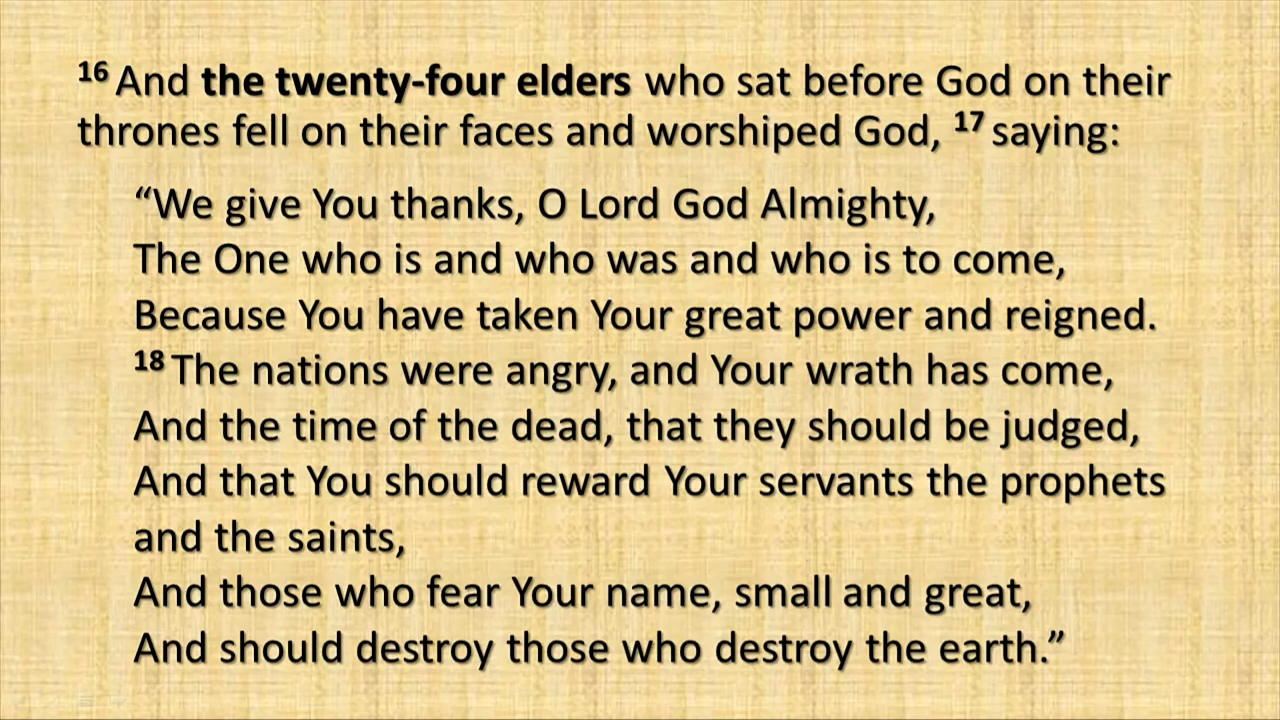 16 And the twenty-four elders who sat before God on their
thrones fell on their faces and worshiped God, 17 saying:
“We give You thanks, O Lord God Almighty,
The One who is and who was and who is to come,
Because You have taken Your great power and reigned.
18 The nations were angry, and Your wrath has come,
And the time of the dead, that they should be judged,
And that You should reward Your servants the prophets
and the saints,
And those who fear Your name, small and great,
And should destroy those who destroy the earth.”